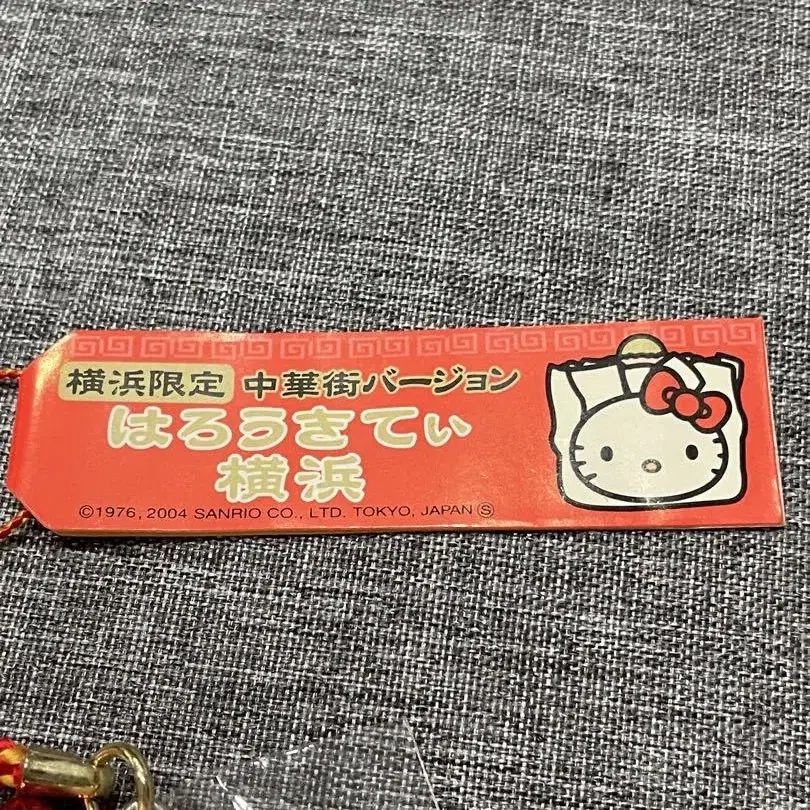 横浜限定 中華街バージョン
はろうきてぃ
横浜
©1976, 2004 SANRIO CO., LTD. TOKYO, JAPAN Ⓢ